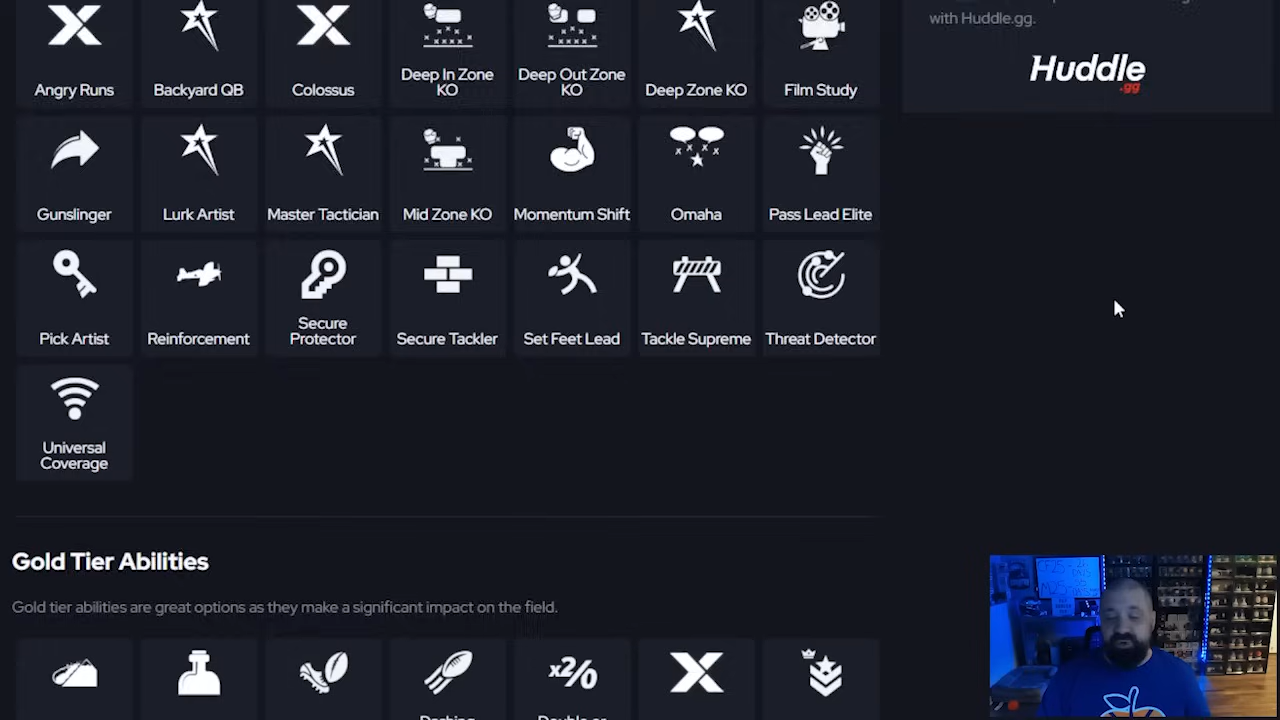 with Huddle.gg.
Huddle
.gg
Angry Runs
Backyard QB
Colossus
Deep In Zone
KO
Deep Out Zone
KO
Deep Zone KO
Film Study
Gunslinger
Lurk Artist
Master Tactician
Mid Zone KO
Momentum Shift
Omaha
Pass Lead Elite
Pick Artist
Reinforcement
Secure
Protector
Secure Tackler
Set Feet Lead
Tackle Supreme
Threat Detector
Universal
Coverage
Gold Tier Abilities
Gold tier abilities are great options as they make a significant impact on the field.
x2/0